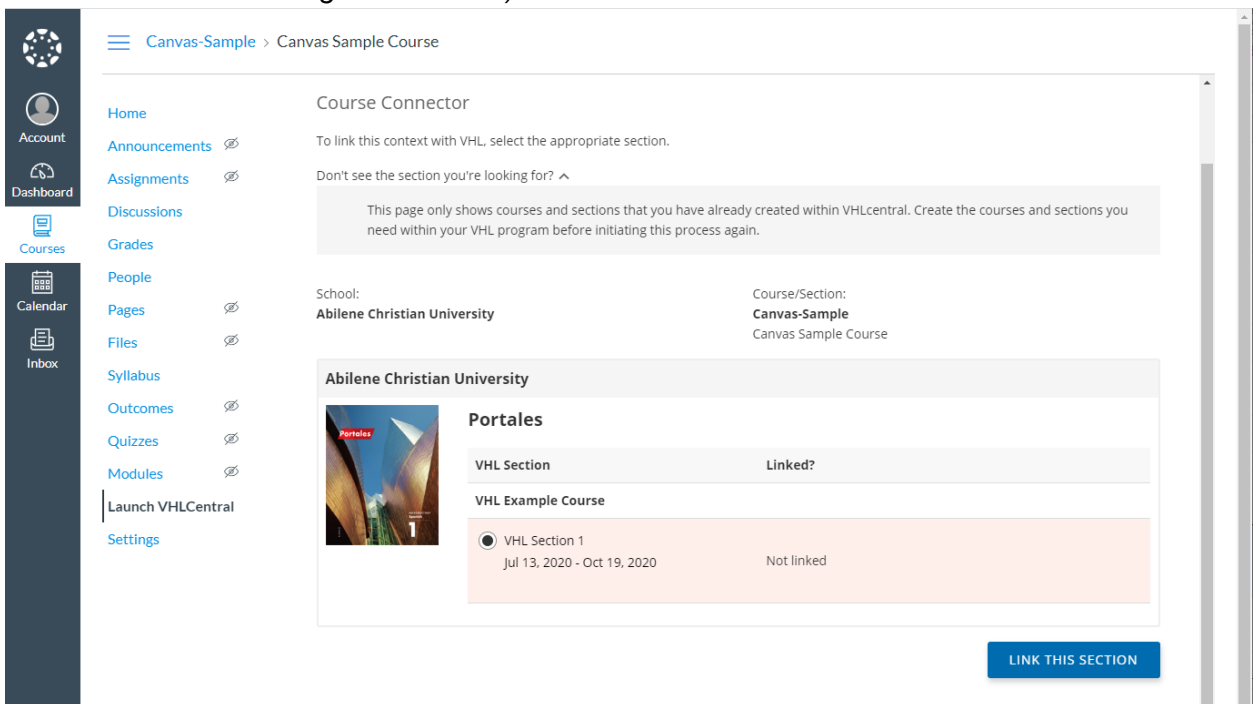 Canvas-Sample > Canvas Sample Course
Account
Dashboard
Courses
Calendar
Inbox
Home
Announcements
Assignments
Discussions
Grades
People
Pages
Files
Syllabus
Outcomes
Quizzes
Modules
Launch VHLCentral
Settings
Course Connector
To link this context with VHL, select the appropriate section.
Don't see the section you're looking for?
This page only shows courses and sections that you have already created within VHLcentral. Create the courses and sections you
need within your VHL program before initiating this process again.
School:
Abilene Christian University
Course/Section:
Canvas-Sample
Canvas Sample Course
Abilene Christian University
Portales
1
Portales
VHL Section Linked?
VHL Example Course
VHL Section 1
Jul 13, 2020 - Oct 19, 2020
Not linked
LINK THIS SECTION